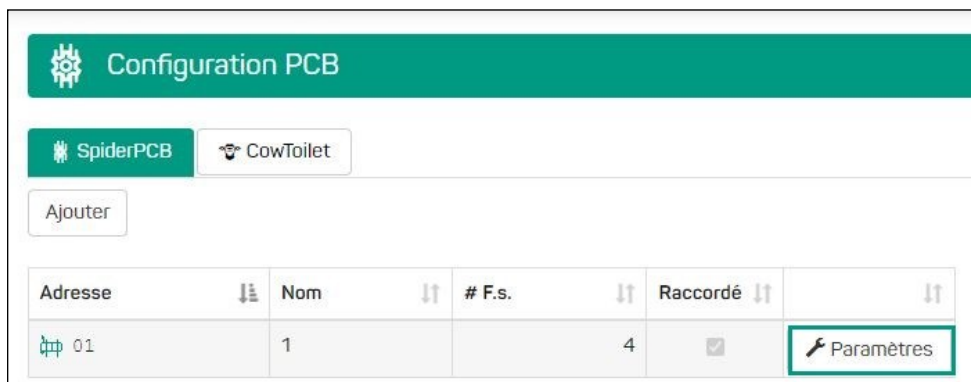 Configuration PCB
SpiderPCB CowToilet
Ajouter
Adresse Nom # F.s. Raccordé
01 1 4 Paramètres